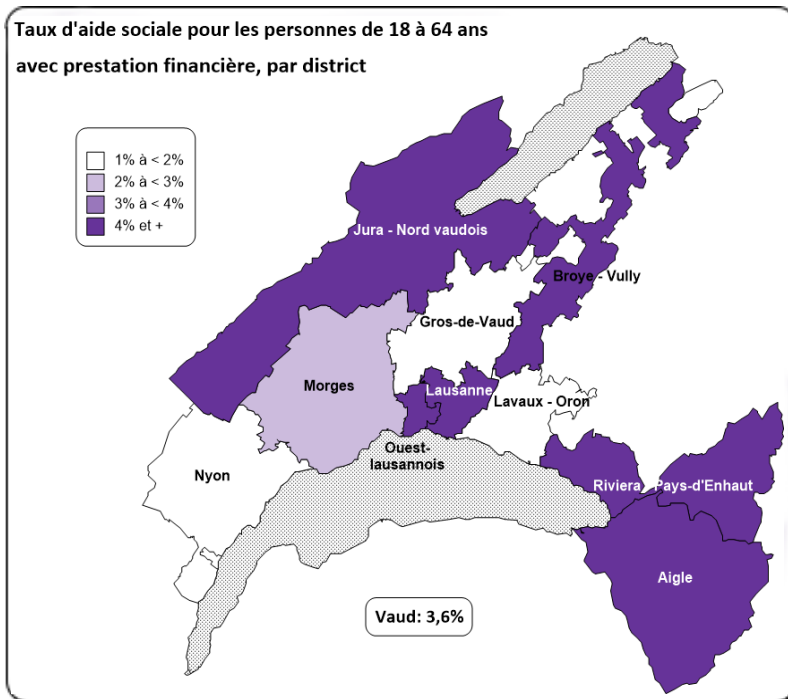 Taux d'aide sociale pour les personnes de 18 à 64 ans
avec prestation financière, par district
1% à < 2%
2% à < 3%
3% à < 4%
4% et +
Jura - Nord vaudois
Broye - Vully
Gros-de-Vaud
Morges
Lausanne
Lavaux - Oron
Ouest-
lausannois
Nyon
Riviera
Pays-d'Enhaut
Aigle
Vaud: 3,6%